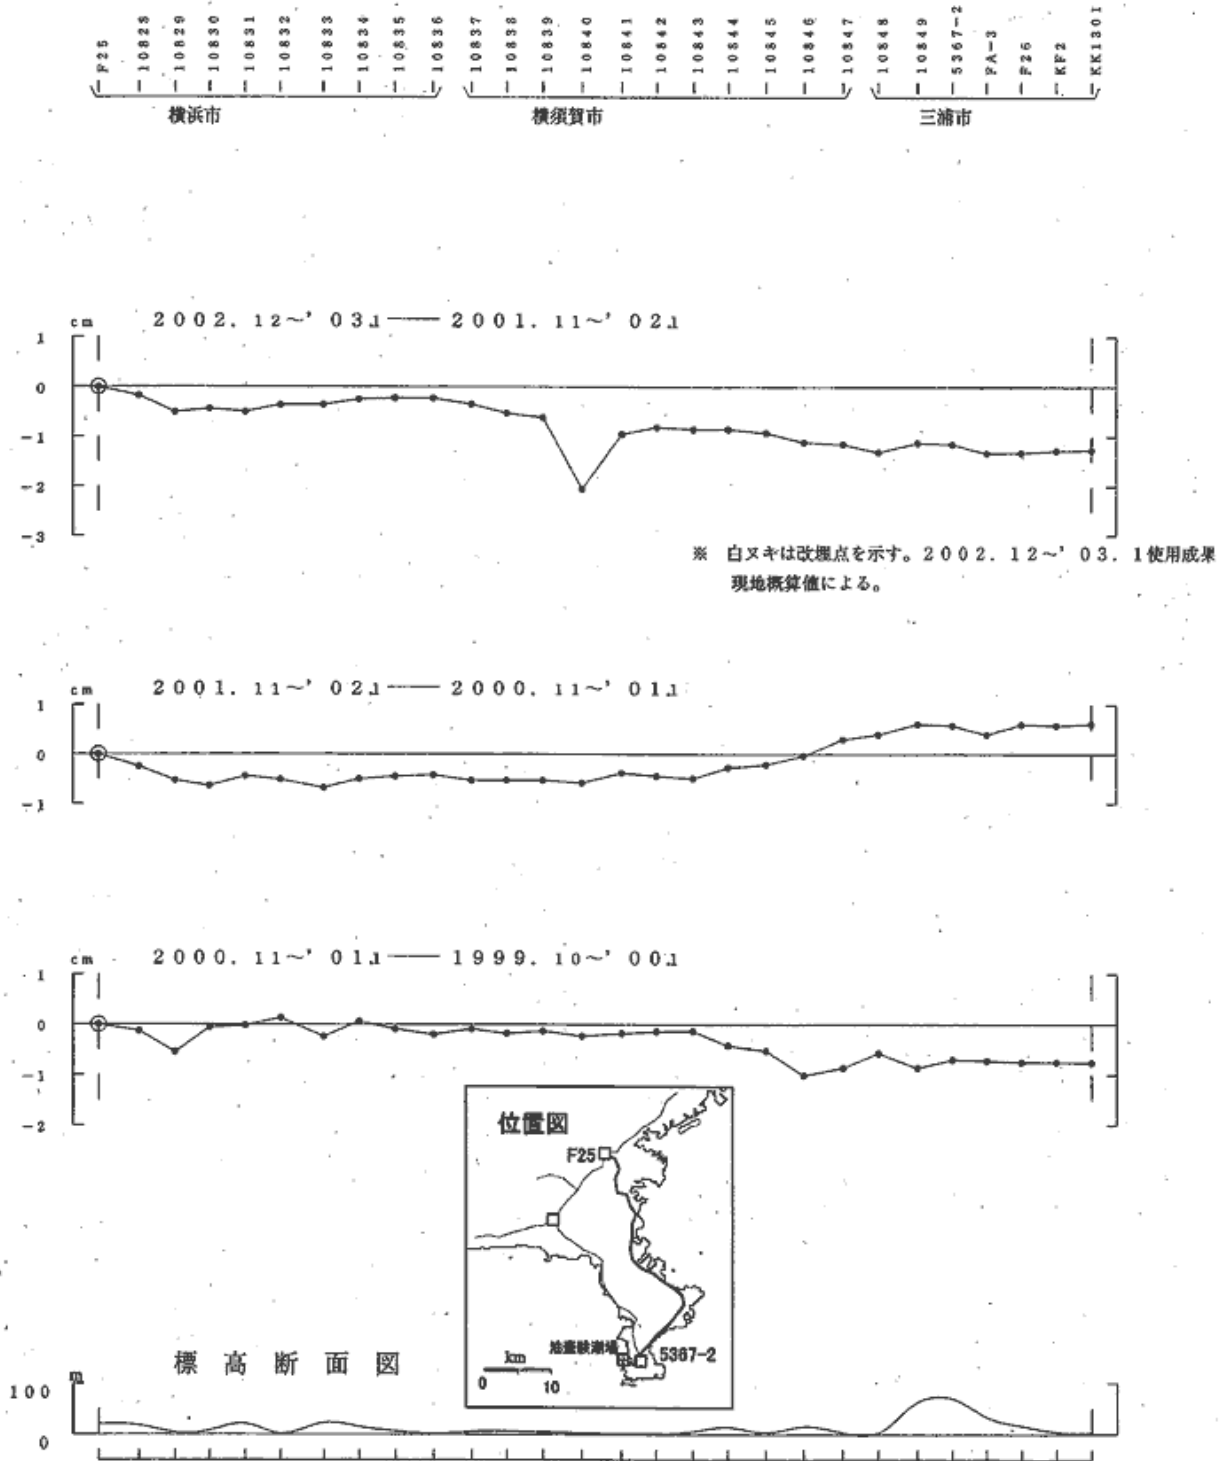 F25 10828 10829 10830 10831 10832 10833 10834 10835 10836 10837 10838 10839 10840 10841 10842 10843 10844 10845 10846 10847 10848 10849 5367-2 FA-3 F26 KF2 KK1301
横浜市 横須賀市 三浦市
cm 2002.12~'03.1 —— 2001.11~'02.1
1
0
-1
-2
-3
※ 白ヌキは改埋点を示す。2002.12~'03.1使用成果
現地概算値による。
cm 2001.11~'02.1 —— 2000.11~'01.1
1
0
-1
cm 2000.11~'01.1 —— 1999.10~'00.1
1
0
-1
-2
位置図
F25
油壺験潮場 5367-2
km
0 10
標高断面図
m
100
0